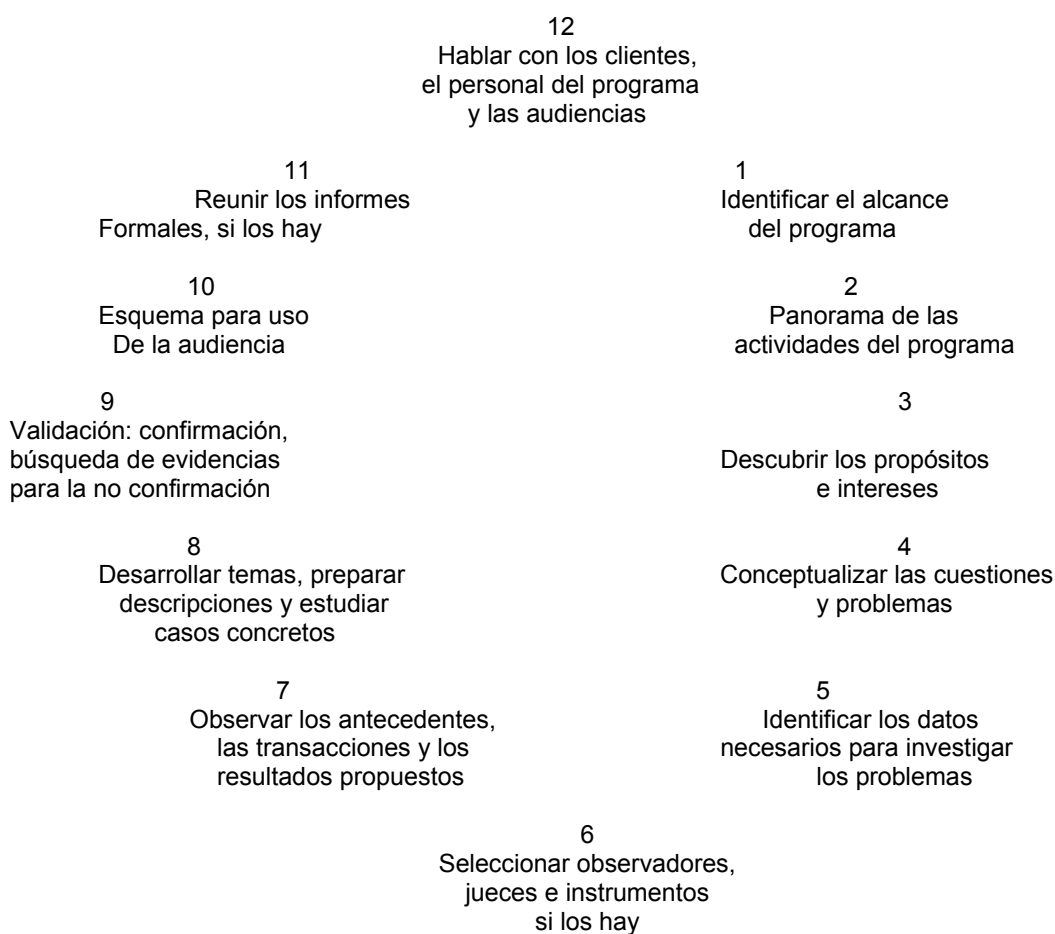 12
Hablar con los clientes,
el personal del programa
y las audiencias
11
Reunir los informes
Formales, si los hay
1
Identificar el alcance
del programa
10
Esquema para uso
De la audiencia
2
Panorama de las
actividades del programa
9
Validación: confirmación,
búsqueda de evidencias
para la no confirmación
3
Descubrir los propósitos
e intereses
8
Desarrollar temas, preparar
descripciones y estudiar
casos concretos
4
Conceptualizar las cuestiones
y problemas
7
Observar los antecedentes,
las transacciones y los
resultados propuestos
5
Identificar los datos
necesarios para investigar
los problemas
6
Seleccionar observadores,
jueces e instrumentos
si los hay